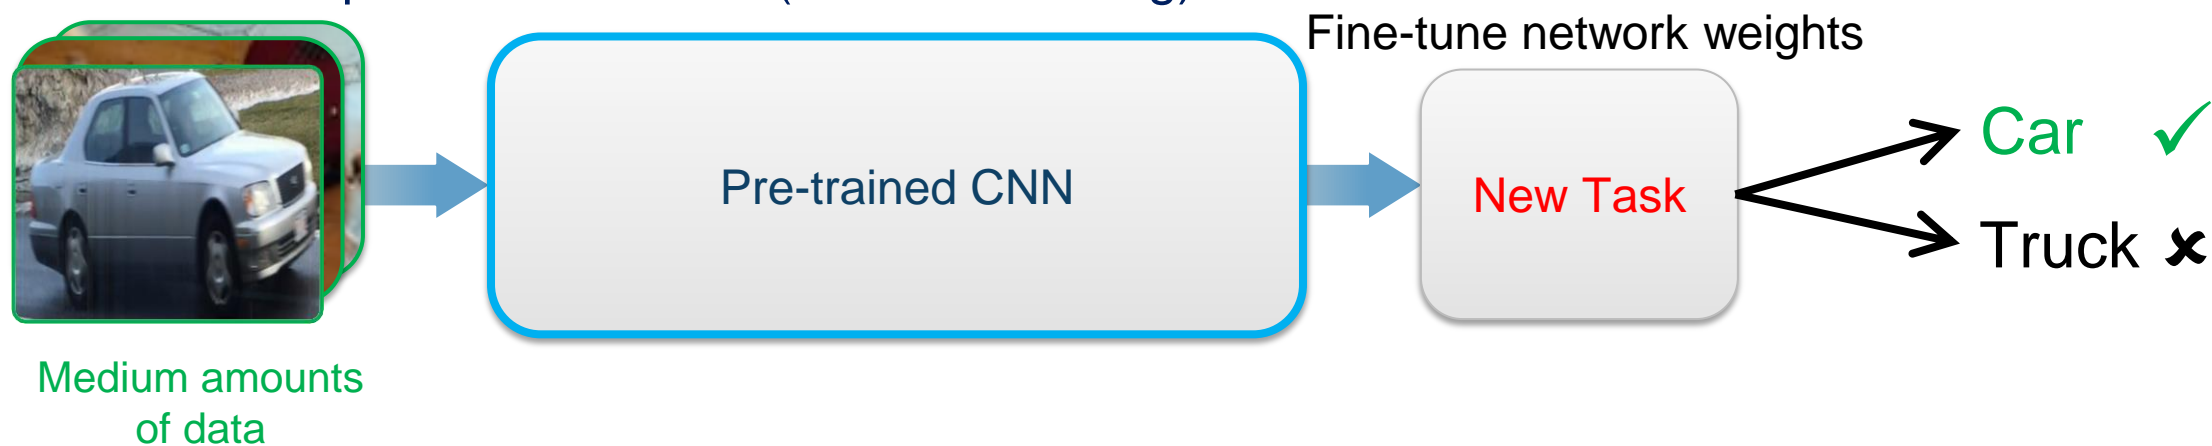 Fine-tune network weights
Car ✓
Pre-trained CNN
New Task
Truck ✘
Medium amounts
of data